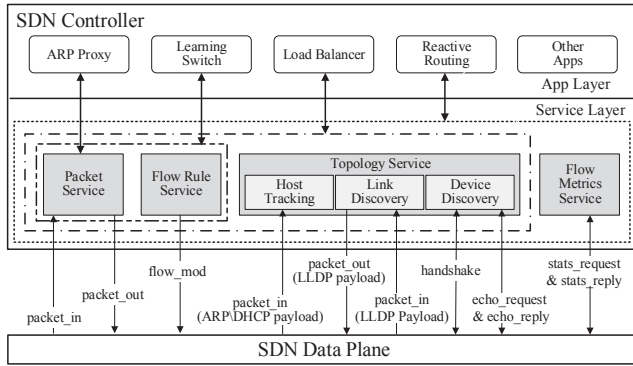 SDN Controller
ARP Proxy
Learning
Switch
Load Balancer
Reactive
Routing
Other
Apps
App Layer
Service Layer
Packet
Service
Flow Rule
Service
Topology Service
Host
Tracking
Link
Discovery
Device
Discovery
Flow
Metrics
Service
packet_in
packet_out
flow_mod
packet_in
(ARP\DHCP payload)
packet_out
(LLDP payload)
packet_in
(LLDP Payload)
handshake
echo_request
& echo_reply
stats_request
& stats_reply
SDN Data Plane